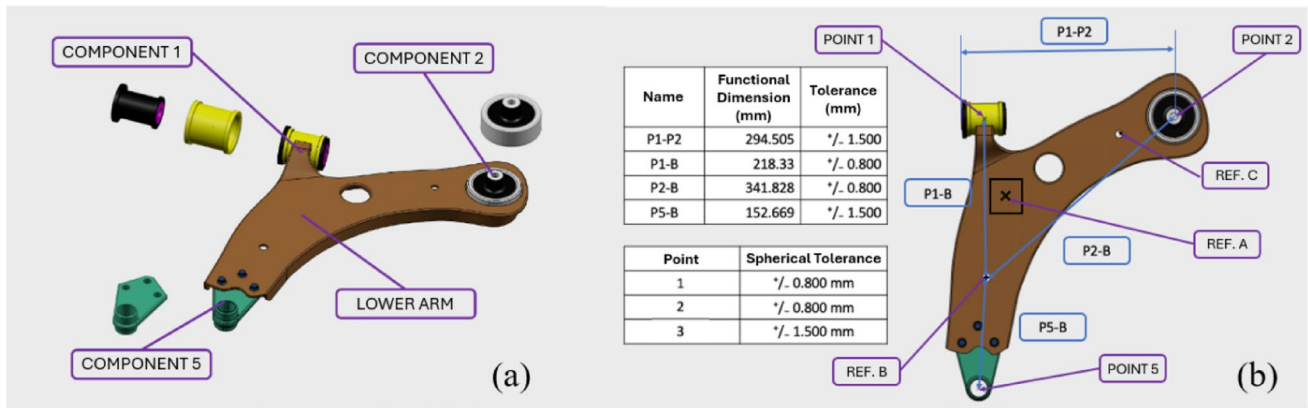 COMPONENT 1
COMPONENT 2
LOWER ARM
COMPONENT 5
(a)
Name Functional Dimension (mm) Tolerance (mm)
P1-P2 294.505 +/- 1.500
P1-B 218.33 +/- 0.800
P2-B 341.828 +/- 0.800
P5-B 152.669 +/- 1.500
Point Spherical Tolerance
1 +/- 0.800 mm
2 +/- 0.800 mm
3 +/- 1.500 mm
POINT 1
P1-P2
POINT 2
REF. C
P1-B
REF. A
P2-B
P5-B
REF. B
POINT 5
(b)